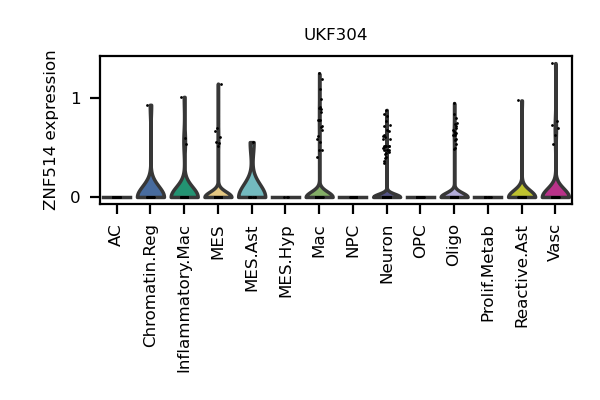 UKF304
ZNF514 expression
1
0
AC
Chromatin.Reg
Inflammatory.Mac
MES
MES.Ast
MES.Hyp
Mac
NPC
Neuron
OPC
Oligo
Prolif.Metab
Reactive.Ast
Vasc